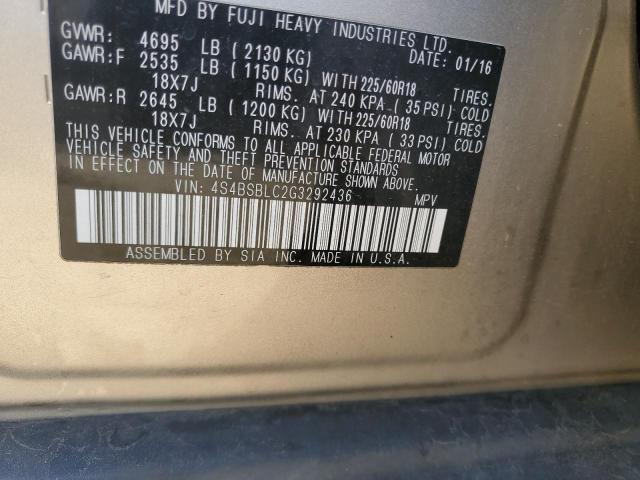 MFD BY FUJI HEAVY INDUSTRIES LTD.
GVWR: 4695 LB (2130 KG) DATE: 01/16
GAWR:F 2535 LB (1150 KG) WITH 225/60R18 TIRES.
18X7J RIMS. AT 240 KPA (35 PSI) COLD
GAWR:R 2645 LB (1200 KG) WITH 225/60R18 TIRES.
18X7J RIMS. AT 230 KPA (33 PSI) COLD
THIS VEHICLE CONFORMS TO ALL APPLICABLE FEDERAL MOTOR
VEHICLE SAFETY AND THEFT PREVENTION STANDARDS
IN EFFECT ON THE DATE OF MANUFACTURE SHOWN ABOVE.
VIN: 4S4BSBLC2G3292436 MPV
ASSEMBLED BY SIA INC. MADE IN U.S.A.